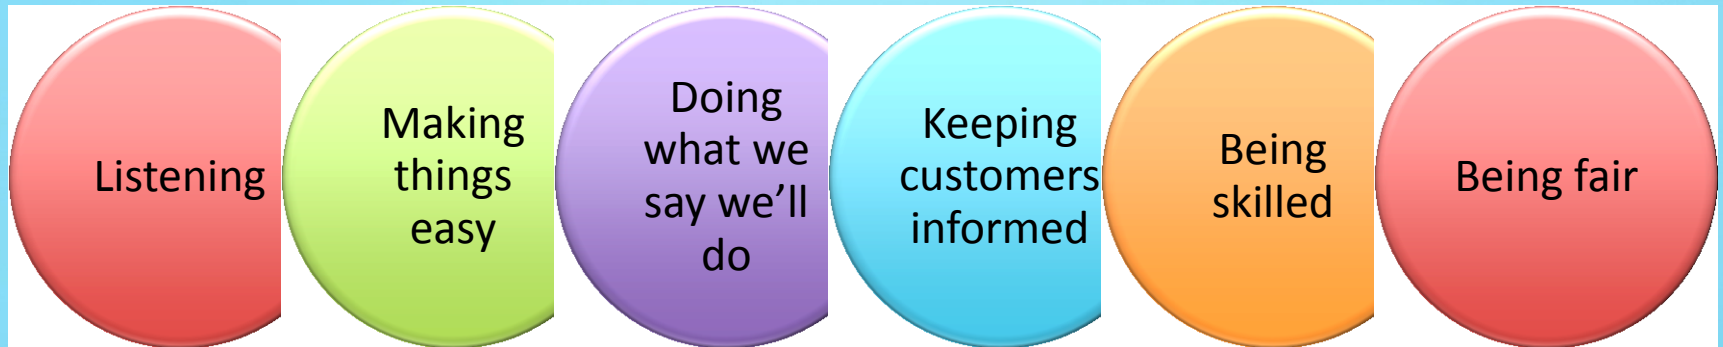 Listening
Making
things
easy
Doing
what we
say we’ll
do
Keeping
customers
informed
Being
skilled
Being fair